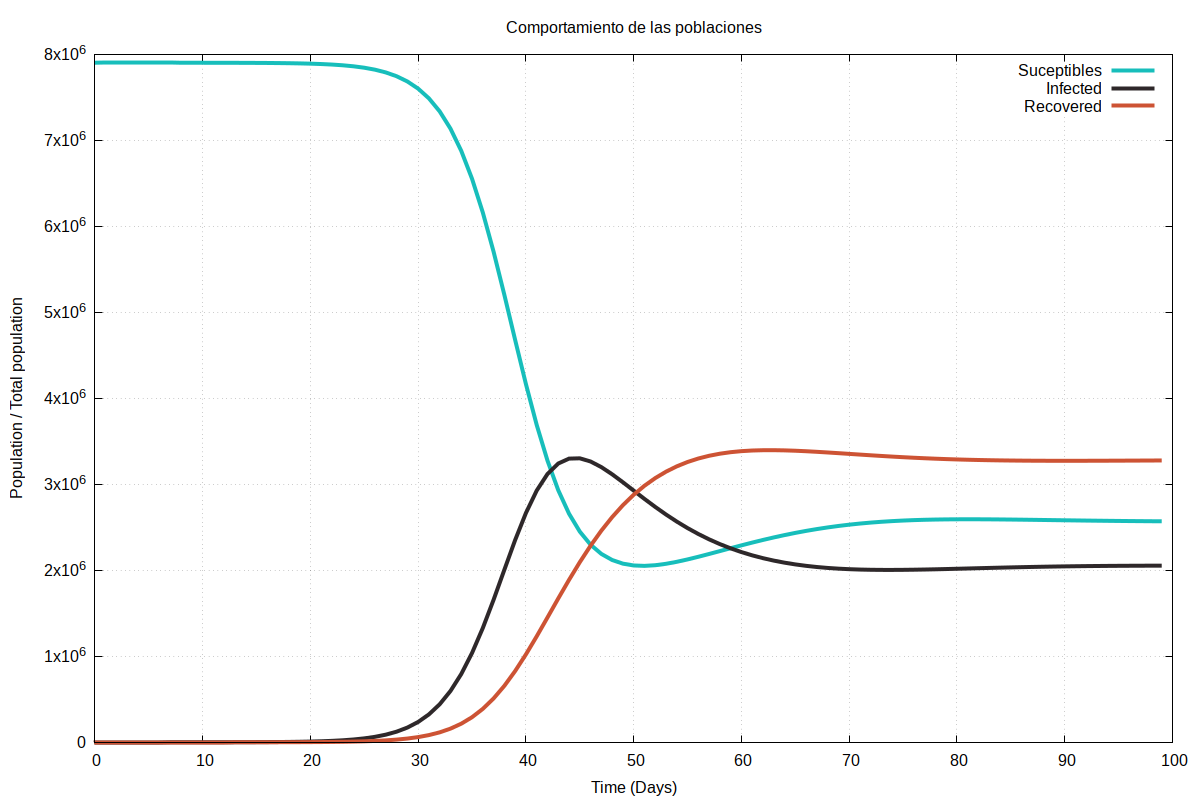 Comportamiento de las poblaciones
Suceptibles
Infected
Recovered
8x10⁶
7x10⁶
6x10⁶
5x10⁶
4x10⁶
3x10⁶
2x10⁶
1x10⁶
0
Population / Total population
0 10 20 30 40 50 60 70 80 90 100
Time (Days)